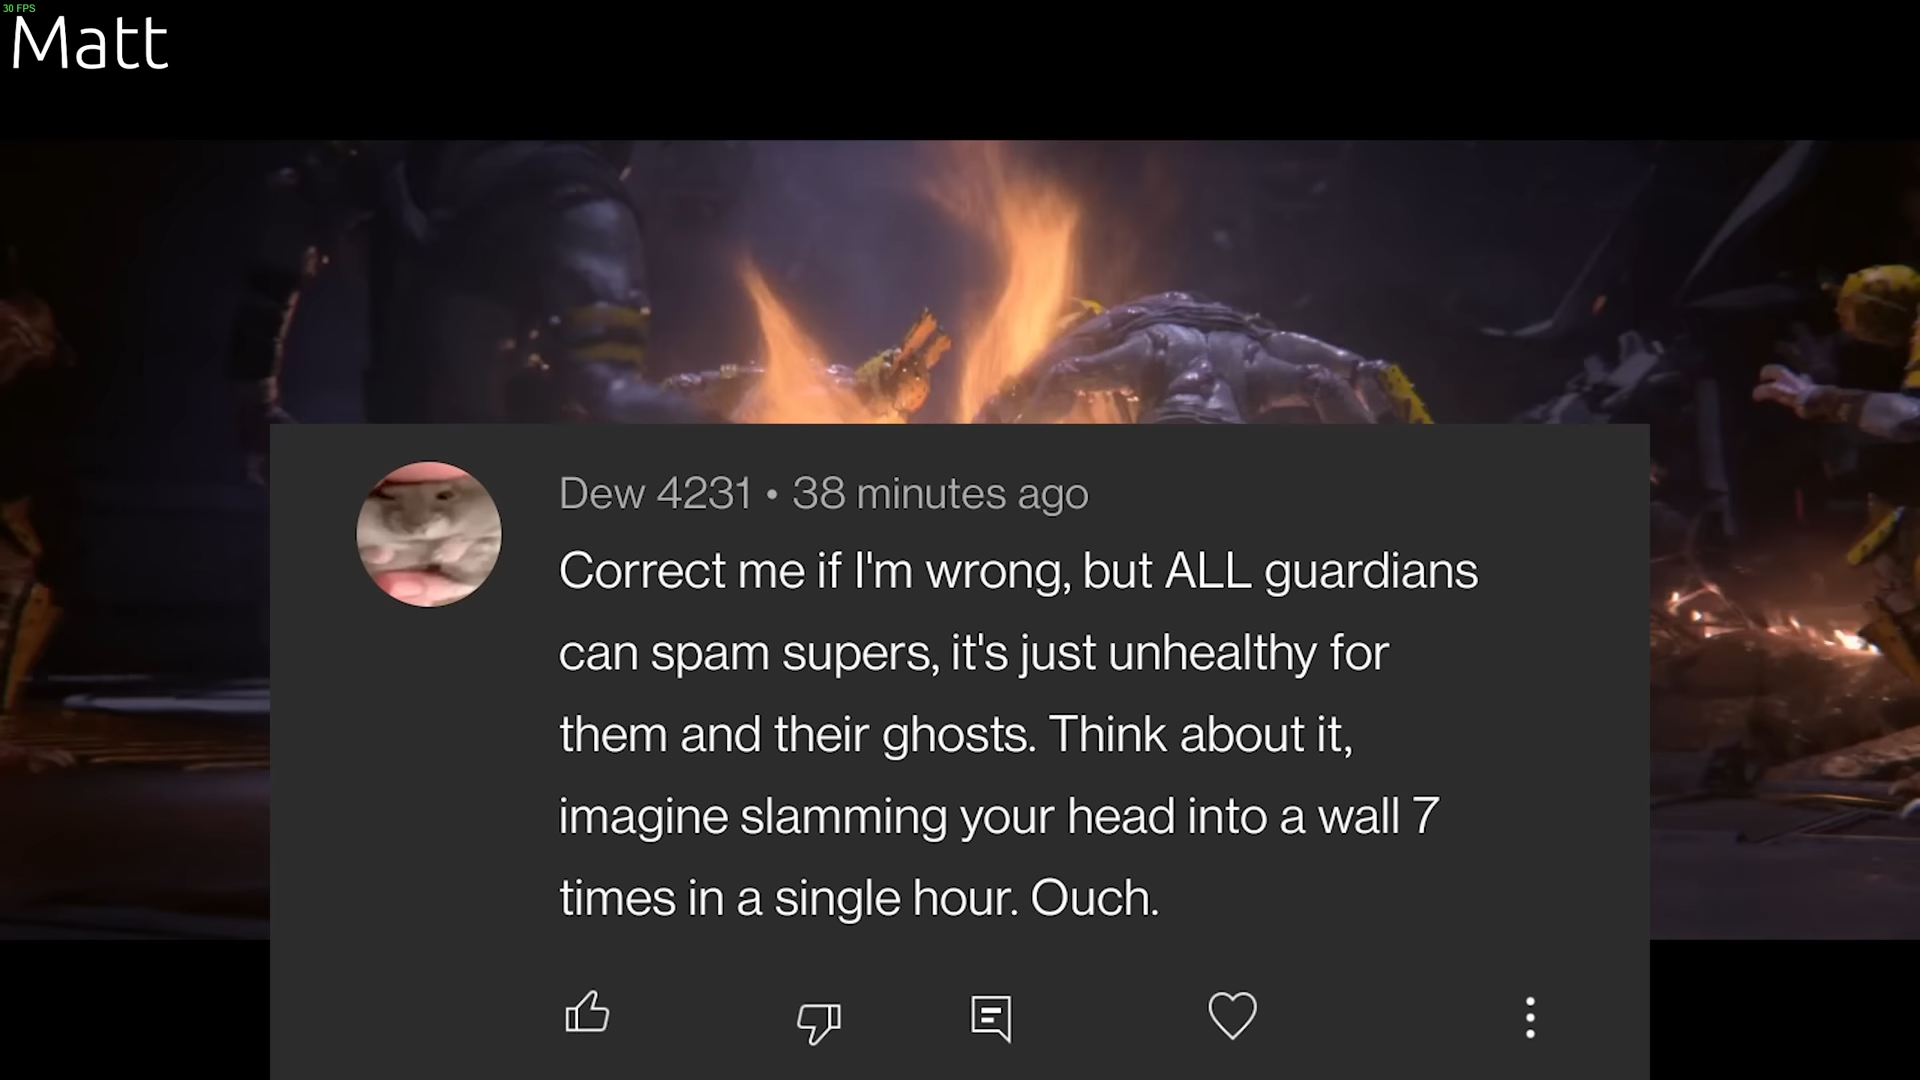 30 FPS
Matt
Dew 4231 • 38 minutes ago
Correct me if I'm wrong, but ALL guardians
can spam supers, it's just unhealthy for
them and their ghosts. Think about it,
imagine slamming your head into a wall 7
times in a single hour. Ouch.